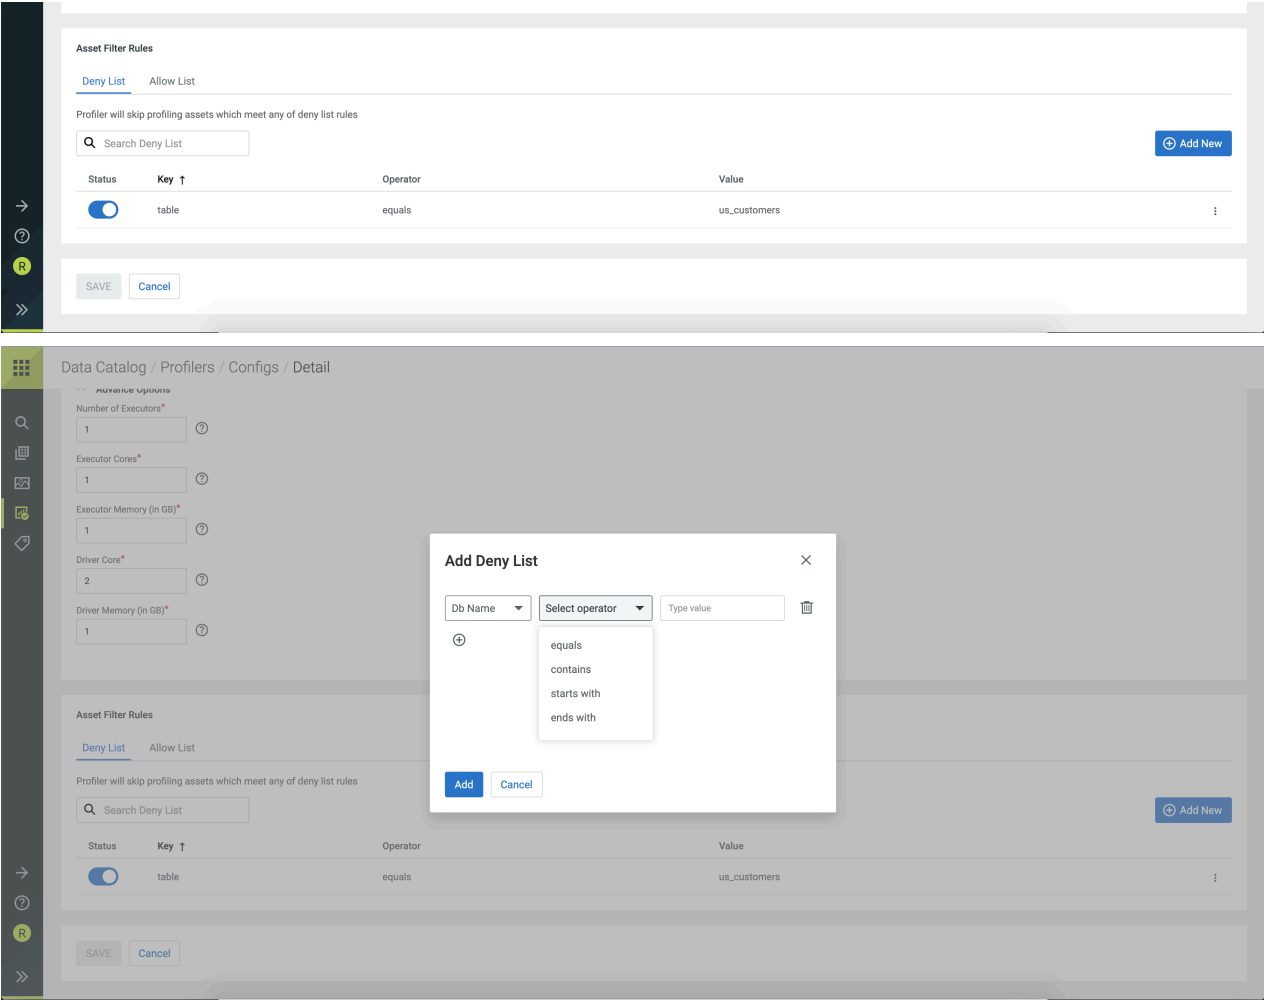 Asset Filter Rules
Deny List Allow List
Profiler will skip profiling assets which meet any of deny list rules
Search Deny List
Add New
Status Key ↑ Operator Value
table equals us_customers
R
SAVE Cancel
Data Catalog / Profilers / Configs / Detail
Advance Options
Number of Executors*
1
Executor Cores*
1
Executor Memory (in GB)*
1
Driver Core*
2
Driver Memory (in GB)*
1
Add Deny List
Db Name Select operator Type value
equals
contains
starts with
ends with
Add Cancel
Asset Filter Rules
Deny List Allow List
Profiler will skip profiling assets which meet any of deny list rules
Search Deny List
Add New
Status Key ↑ Operator Value
table equals us_customers
R
SAVE Cancel